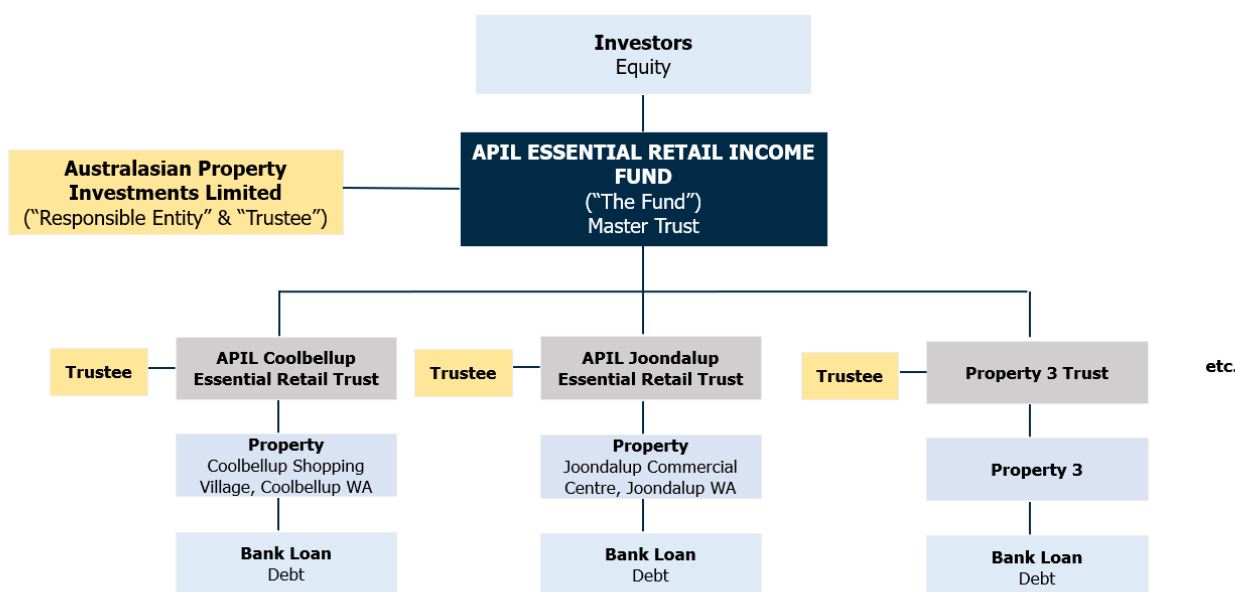 Investors
Equity
Australasian Property
Investments Limited
(“Responsible Entity” & “Trustee”)
APIL ESSENTIAL RETAIL INCOME
FUND
(“The Fund”)
Master Trust
Trustee
APIL Coolbellup
Essential Retail Trust
Trustee
APIL Joondalup
Essential Retail Trust
Trustee
Property 3 Trust
etc.
Property
Coolbellup Shopping
Village, Coolbellup WA
Property
Joondalup Commercial
Centre, Joondalup WA
Property 3
Bank Loan
Debt
Bank Loan
Debt
Bank Loan
Debt